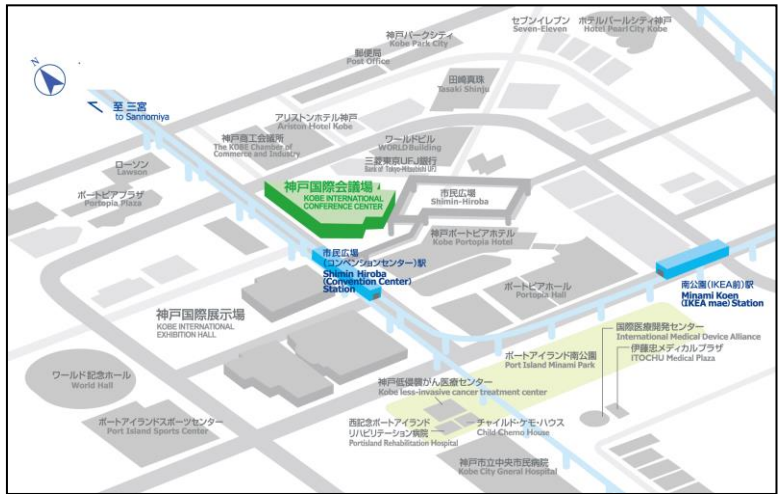 セブンイレブン
Seven-Eleven
ホテルパールシティ神戸
Hotel Pearl City Kobe
神戸パークシティ
Kobe Park City
郵便局
Post Office
N
田崎真珠
Tasaki Shinju
至 三宮
to Sannomiya
アリストンホテル神戸
Ariston Hotel Kobe
神戸商工会議所
The KOBE Chamber of
Commerce and Industry
ワールドビル
WORLD Building
三菱東京UFJ銀行
Bank of Tokyo-Mitsubishi UFJ
ローソン
Lawson
ポートピアプラザ
Portopia Plaza
神戸国際会議場
KOBE INTERNATIONAL
CONFERENCE CENTER
市民広場
Shimin-Hiroba
神戸ポートピアホテル
Kobe Portopia Hotel
市民広場
(コンベンションセンター)駅
Shimin Hiroba
(Convention Center)
Station
ポートピアホール
Portopia Hall
南公園(IKEA前)駅
Minami Koen
(IKEA mae) Station
神戸国際展示場
KOBE INTERNATIONAL
EXHIBITION HALL
国際医療開発センター
International Medical Device Alliance
伊藤忠メディカルプラザ
ITOCHU Medical Plaza
ポートアイランド南公園
Port Island Minami Park
ワールド記念ホール
World Hall
神戸低侵襲がん医療センター
Kobe less-invasive cancer treatment center
ポートアイランドスポーツセンター
Port Island Sports Center
西記念ポートアイランド
リハビリテーション病院
Portisland Rehabilitation Hospital
チャイルド・ケモ・ハウス
Child Chemo House
神戸市立中央市民病院
Kobe City Gneral Hospital